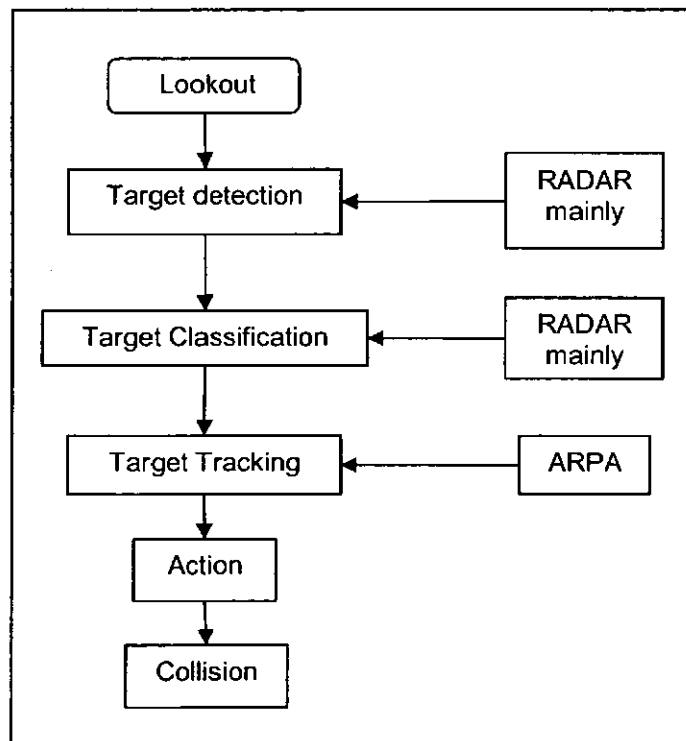 Lookout
Target detection
RADAR
mainly
Target Classification
RADAR
mainly
Target Tracking
ARPA
Action
Collision